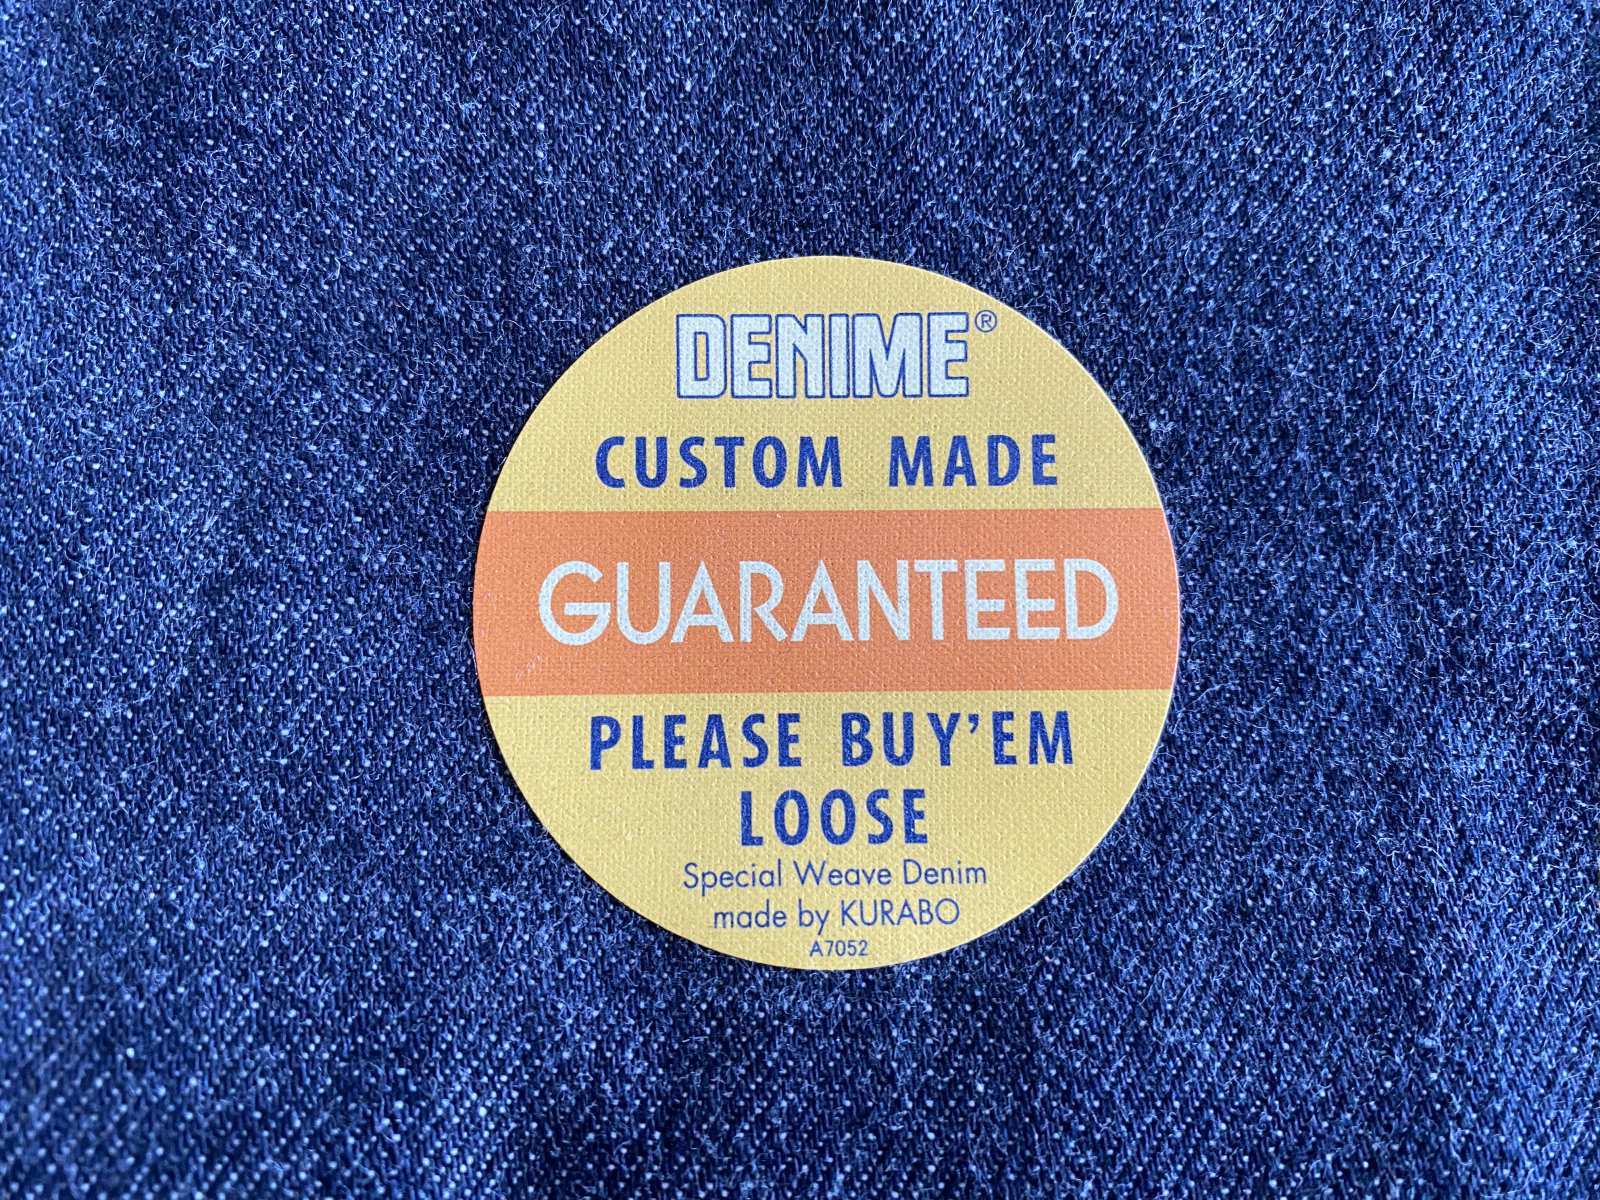 DENIME®
CUSTOM MADE
GUARANTEED
PLEASE BUY'EM
LOOSE
Special Weave Denim
made by KURABO
A7052